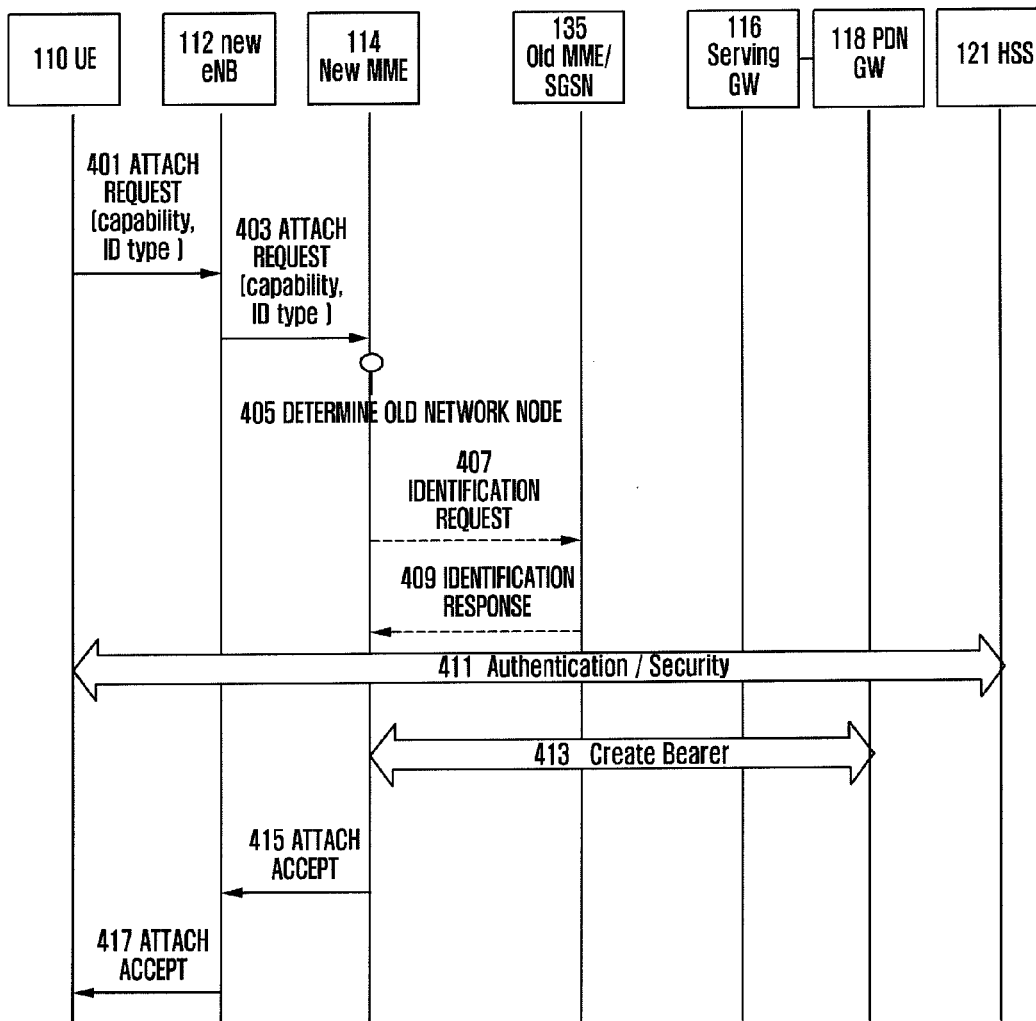 110 UE
112 new
eNB
114
New MME
135
Old MME/
SGSN
116
Serving
GW
118 PDN
GW
121 HSS
401 ATTACH
REQUEST
(capability,
ID type )
403 ATTACH
REQUEST
(capability,
ID type )
405 DETERMINE OLD NETWORK NODE
407
IDENTIFICATION
REQUEST
409 IDENTIFICATION
RESPONSE
411 Authentication / Security
413 Create Bearer
415 ATTACH
ACCEPT
417 ATTACH
ACCEPT